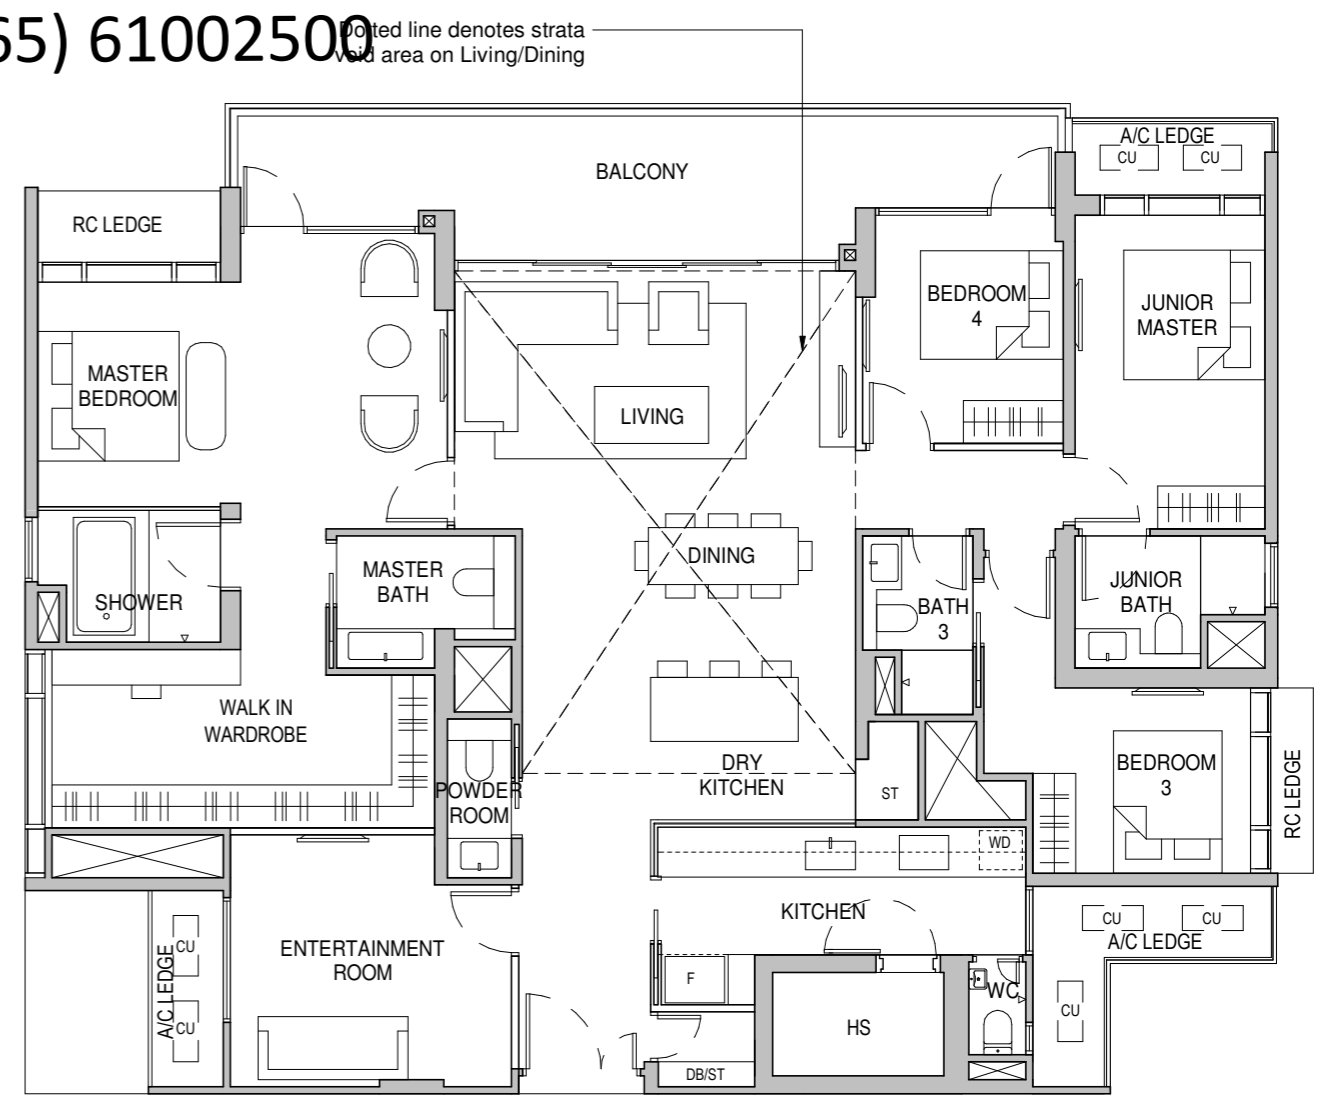 65) 61002500
Dotted line denotes strata
void area on Living/Dining
A/C LEDGE
CU CU
BALCONY
RC LEDGE
BEDROOM
4
JUNIOR
MASTER
MASTER
BEDROOM
LIVING
DINING
MASTER
BATH
SHOWER
BATH
3
JUNIOR
BATH
WALK IN
WARDROBE
DRY
KITCHEN
POWDER
ROOM
ST
BEDROOM
3
RC LEDGE
WD
KITCHEN
ENTERTAINMENT
ROOM
A/C LEDGE
CU
CU
F
WC
CU CU
A/C LEDGE
CU
HS
DB/ST